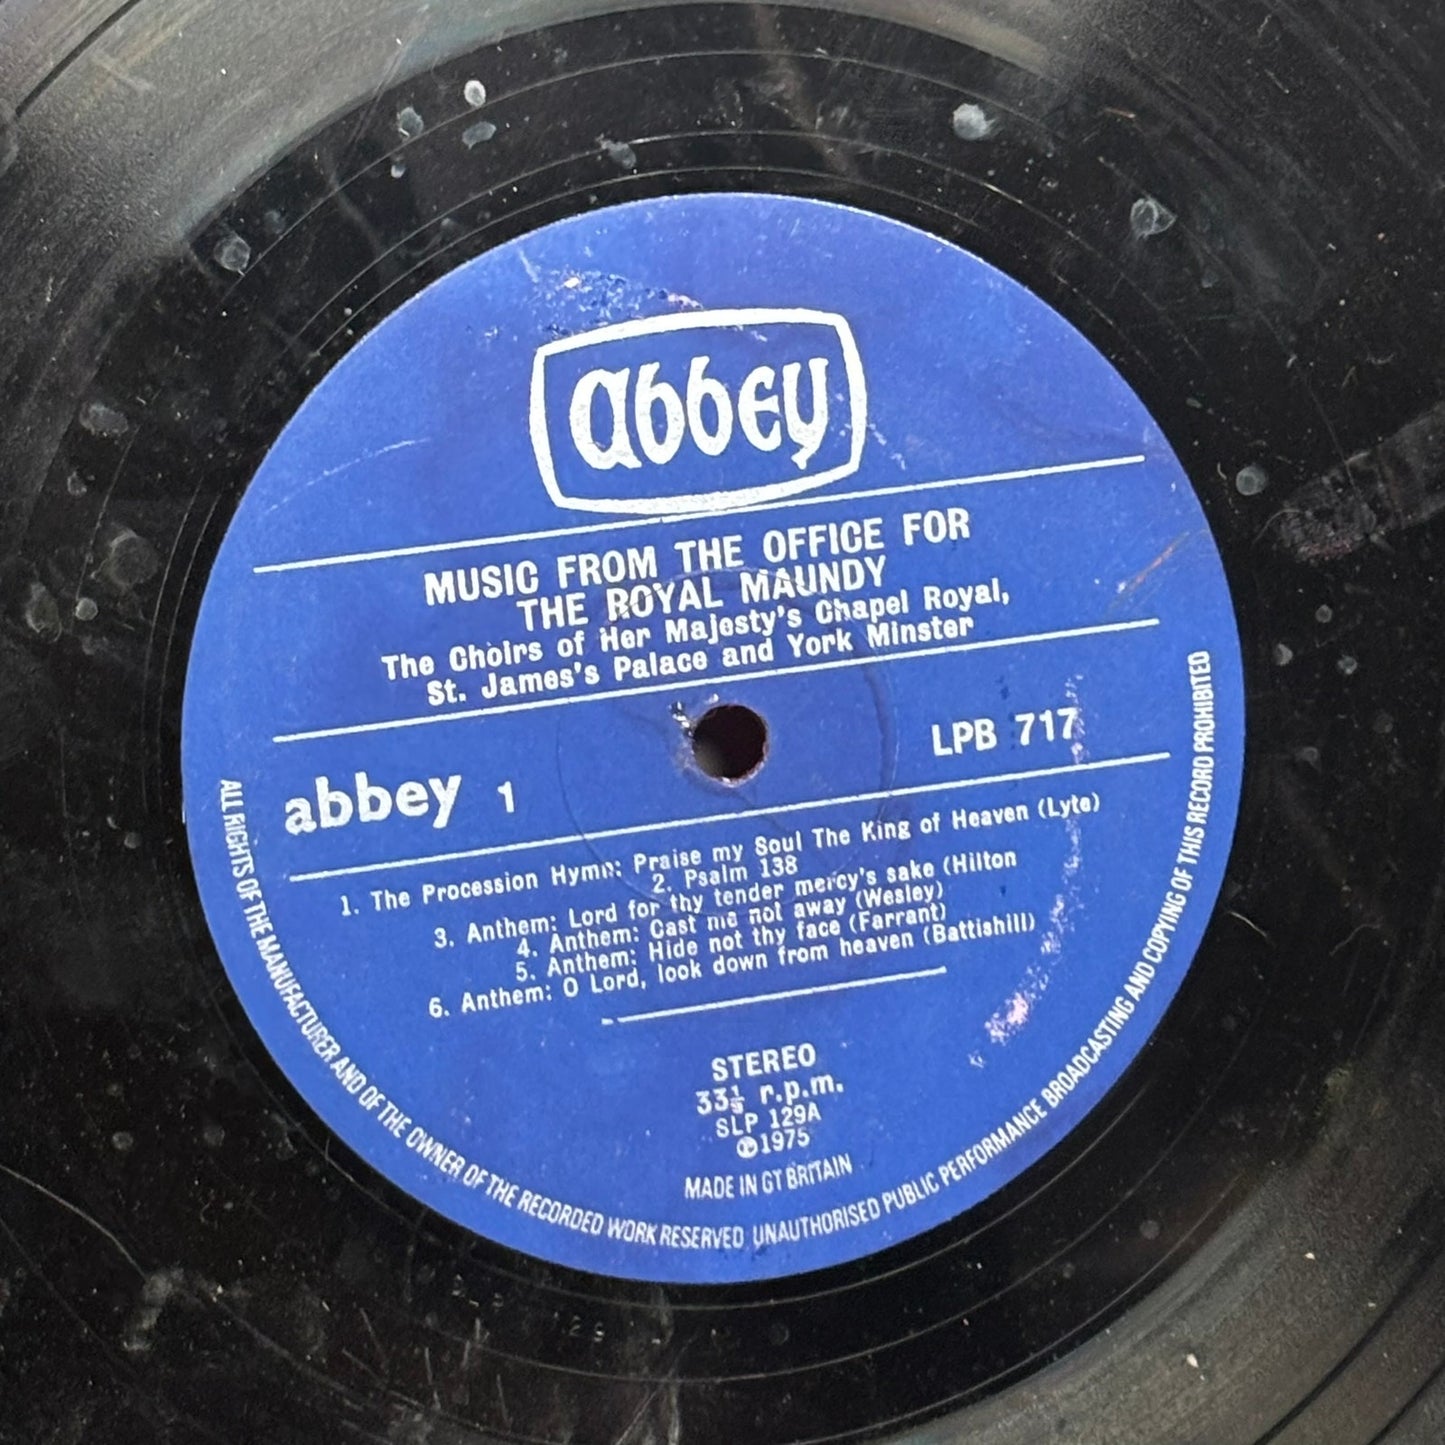 abbey
MUSIC FROM THE OFFICE FOR
THE ROYAL MAUNDY
The Choirs of Her Majesty's Chapel Royal,
St. James's Palace and York Minster
LPB 717
abbey 1
1. The Procession Hymn: Praise my Soul The King of Heaven (Lyte)
2. Psalm 138
3. Anthem: Lord for thy tender mercy's sake (Hilton
4. Anthem: Cast me not away (Wesley)
5. Anthem: Hide not thy face (Farrant)
6. Anthem: O Lord, look down from heaven (Battishill)
STEREO
33⅓ r.p.m.
SLP 129A
℗1975
MADE IN GT BRITAIN
ALL RIGHTS OF THE MANUFACTURER AND OF THE OWNER OF THE RECORDED WORK RESERVED UNAUTHORISED PUBLIC PERFORMANCE BROADCASTING AND COPYING OF THIS RECORD PROHIBITED